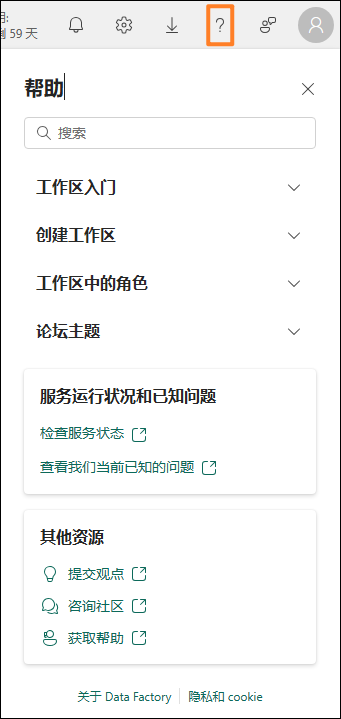 用:
剩 59 天
帮助
搜索
工作区入门
创建工作区
工作区中的角色
论坛主题
服务运行状况和已知问题
检查服务状态
查看我们当前已知的问题
其他资源
提交观点
咨询社区
获取帮助
关于 Data Factory 隐私和 cookie